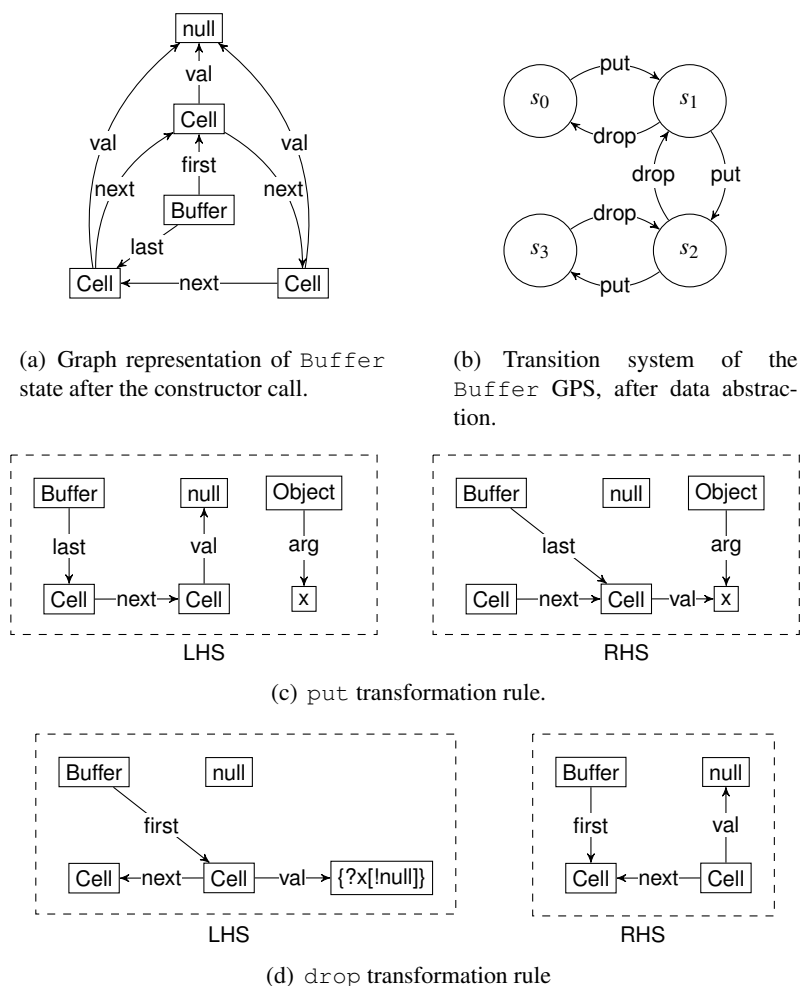 null
val
Cell
first
val
val
next
next
Buffer
last
Cell
next
Cell
(a) Graph representation of Buffer
state after the constructor call.
s0
put
s1
drop
drop
put
s3
drop
s2
put
(b) Transition system of the
Buffer GPS, after data abstrac-
tion.
Buffer
null
Object
last
val
arg
Cell
next
Cell
x
LHS
Buffer
null
Object
last
arg
Cell
next
Cell
val
x
RHS
(c) put transformation rule.
Buffer
null
first
Cell
next
Cell
val
{?x[!null]}
LHS
Buffer
null
first
val
Cell
next
Cell
RHS
(d) drop transformation rule